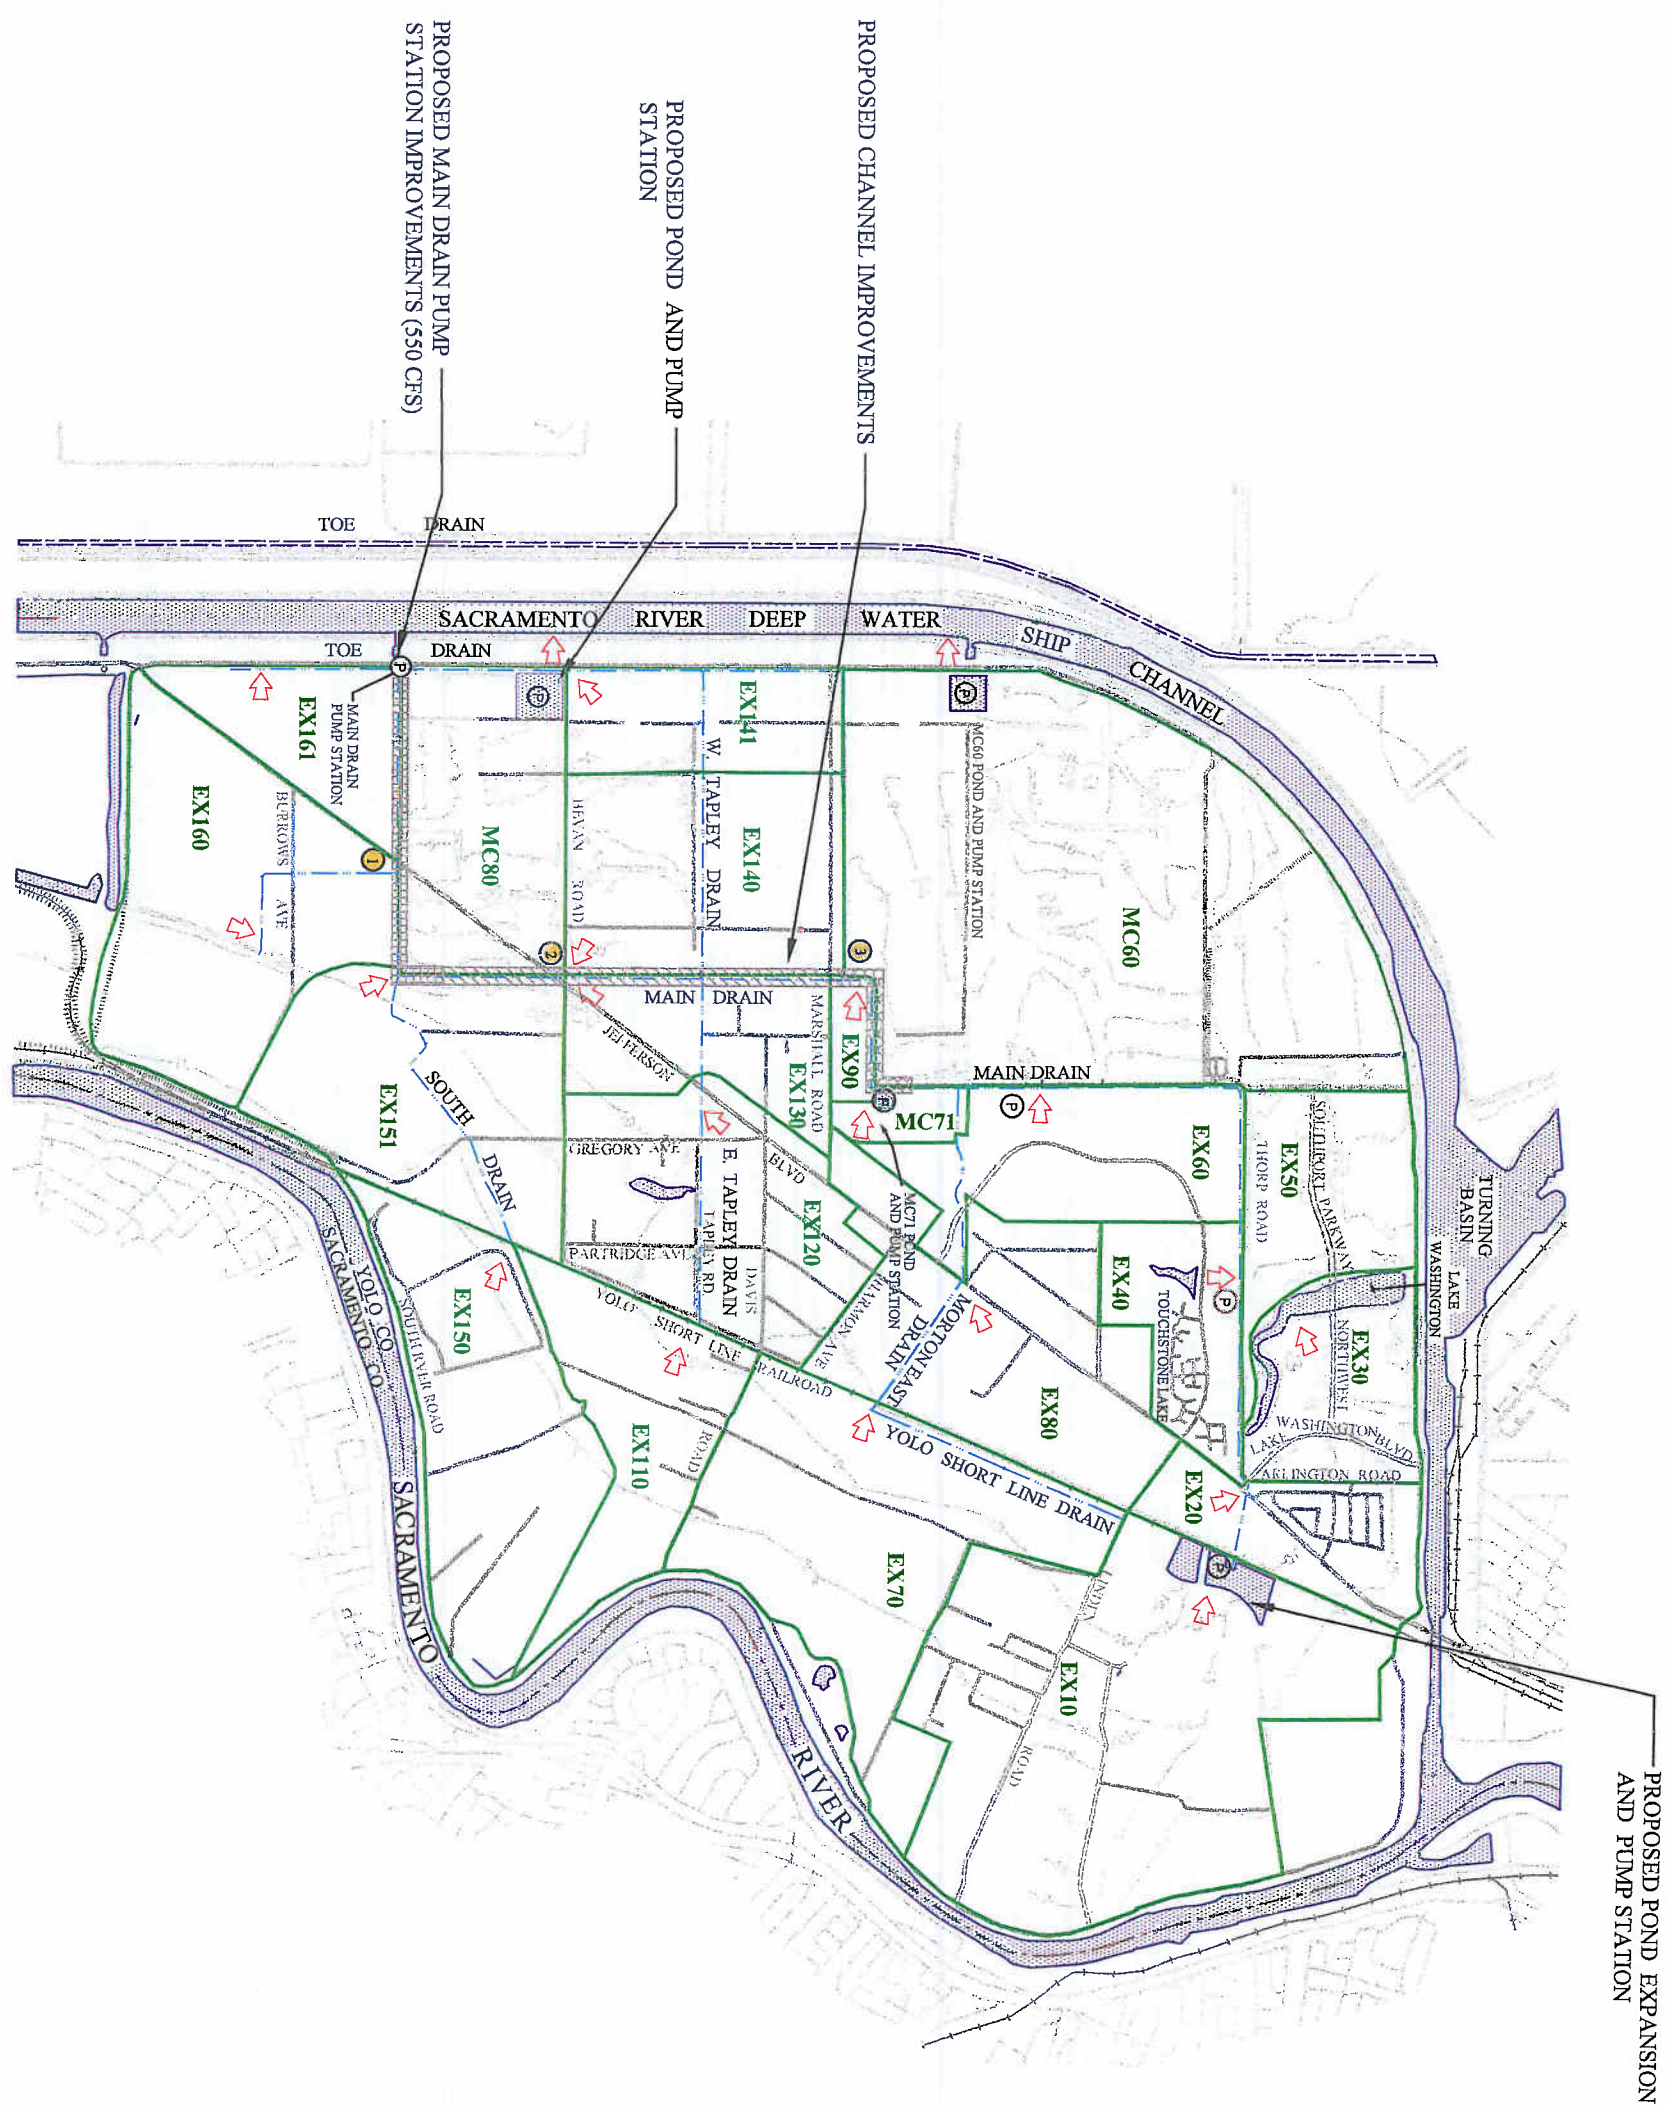 PROPOSED POND EXPANSION
AND PUMP STATION
PROPOSED CHANNEL IMPROVEMENTS
PROPOSED POND AND PUMP
STATION
PROPOSED MAIN DRAIN PUMP
STATION IMPROVEMENTS (550 CFS)
TURNING
BASIN
LAKE
WASHINGTON
TOE DRAIN
SACRAMENTO RIVER DEEP WATER SHIP CHANNEL
TOE DRAIN
MAIN DRAIN
PUMP STATION
MC60 POND AND PUMP STATION
MC71 POND
AND PUMP STATION
P
P
P
P
P
P
P
1
2
3
MC60
MC71
MC80
EX10
EX20
EX30
EX40
EX50
EX60
EX70
EX80
EX90
EX110
EX120
EX130
EX140
EX141
EX150
EX151
EX160
EX161
SOUTHPORT PARKWAY
THORP ROAD
NORTHWEST
LAKE WASHINGTON BLVD
ARLINGTON ROAD
TOUCHSTONE LAKE
MAIN DRAIN
MORTON EAST
DRAIN
YOLO SHORT LINE DRAIN
HARMON AVE
MARSHALL ROAD
W. TAPLEY DRAIN
E. TAPLEY DRAIN
TAPLEY RD
DAVIS
ROAD
MAIN DRAIN
JEFFERSON
BLVD
BEVAN ROAD
GREGORY AVE
PARTRIDGE AVE
YOLO SHORT LINE RAILROAD
SOUTH DRAIN
BURROWS AVE
SOUTH RIVER ROAD
YOLO CO.
SACRAMENTO CO.
LINDEN ROAD
SACRAMENTO RIVER